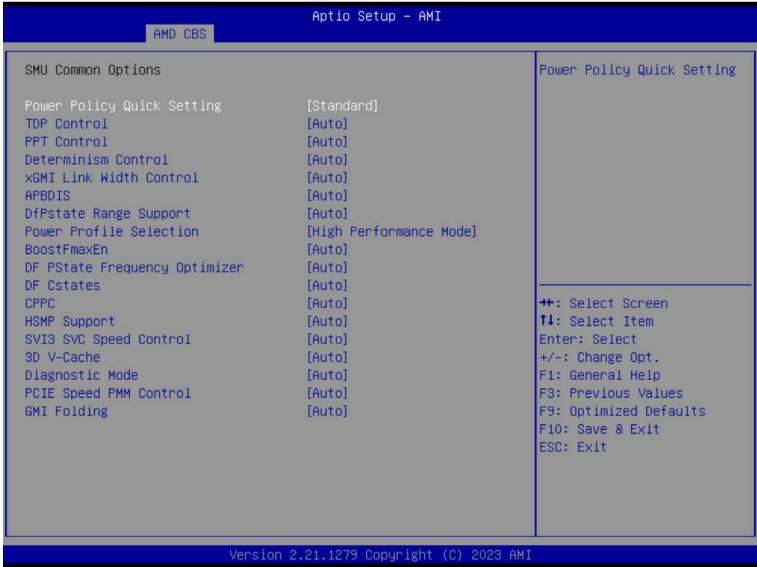 Aptio Setup - AMI
AMD CBS
SMU Common Options
Power Policy Quick Setting [Standard]
TDP Control [Auto]
PPT Control [Auto]
Determinism Control [Auto]
xGMI Link Width Control [Auto]
APBDIS [Auto]
DfPstate Range Support [Auto]
Power Profile Selection [High Performance Mode]
BoostFmaxEn [Auto]
DF PState Frequency Optimizer [Auto]
DF Cstates [Auto]
CPPC [Auto]
HSMP Support [Auto]
SVI3 SVC Speed Control [Auto]
3D V-Cache [Auto]
Diagnostic Mode [Auto]
PCIE Speed PMM Control [Auto]
GMI Folding [Auto]
Power Policy Quick Setting
→←: Select Screen
↑↓: Select Item
Enter: Select
+/-: Change Opt.
F1: General Help
F3: Previous Values
F9: Optimized Defaults
F10: Save & Exit
ESC: Exit
Version 2.21.1279 Copyright (C) 2023 AMI